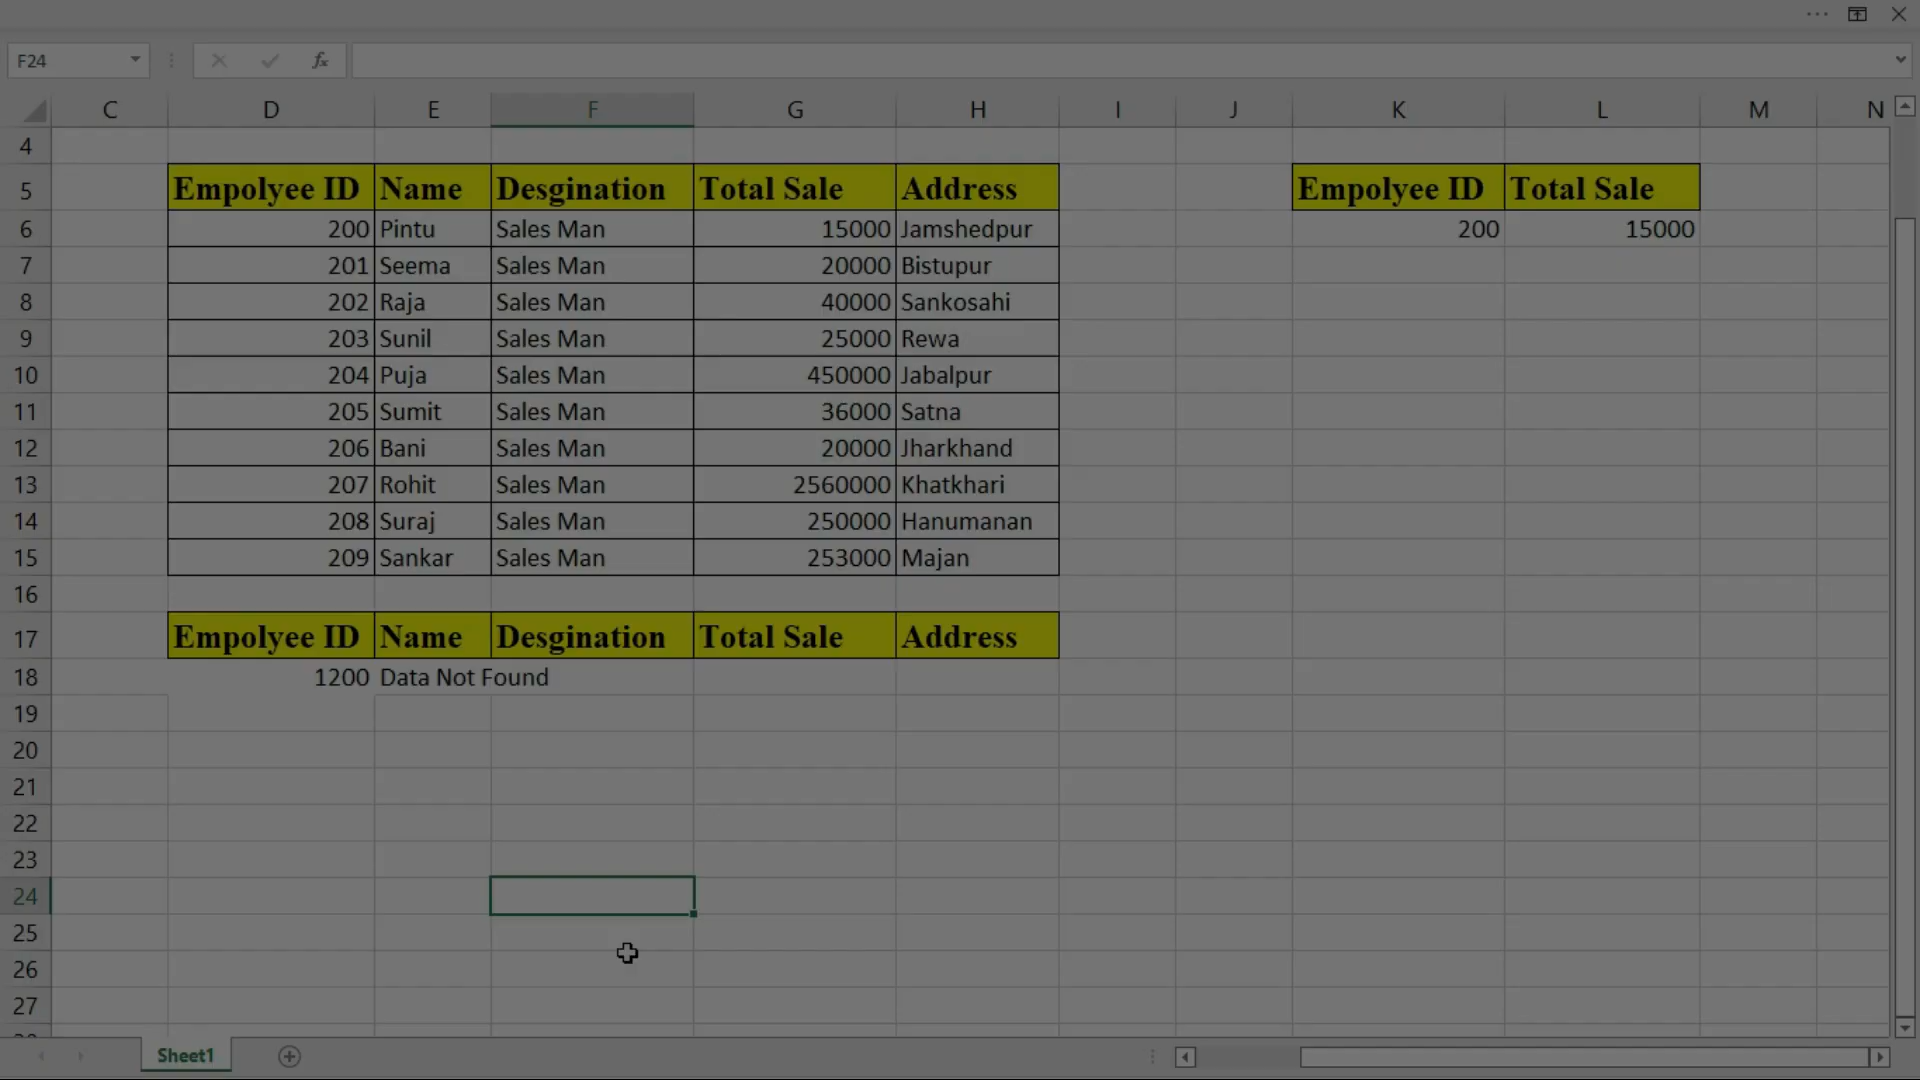 F24 fx
C D E F G H I J K L M N
4
5 Empolyee ID Name Desgination Total Sale Address Empolyee ID Total Sale
6 200 Pintu Sales Man 15000 Jamshedpur 200 15000
7 201 Seema Sales Man 20000 Bistupur
8 202 Raja Sales Man 40000 Sankosahi
9 203 Sunil Sales Man 25000 Rewa
10 204 Puja Sales Man 450000 Jabalpur
11 205 Sumit Sales Man 36000 Satna
12 206 Bani Sales Man 20000 Jharkhand
13 207 Rohit Sales Man 2560000 Khatkhari
14 208 Suraj Sales Man 250000 Hanumanan
15 209 Sankar Sales Man 253000 Majan
16
17 Empolyee ID Name Desgination Total Sale Address
18 1200 Data Not Found
19
20
21
22
23
24
25
26
27
Sheet1